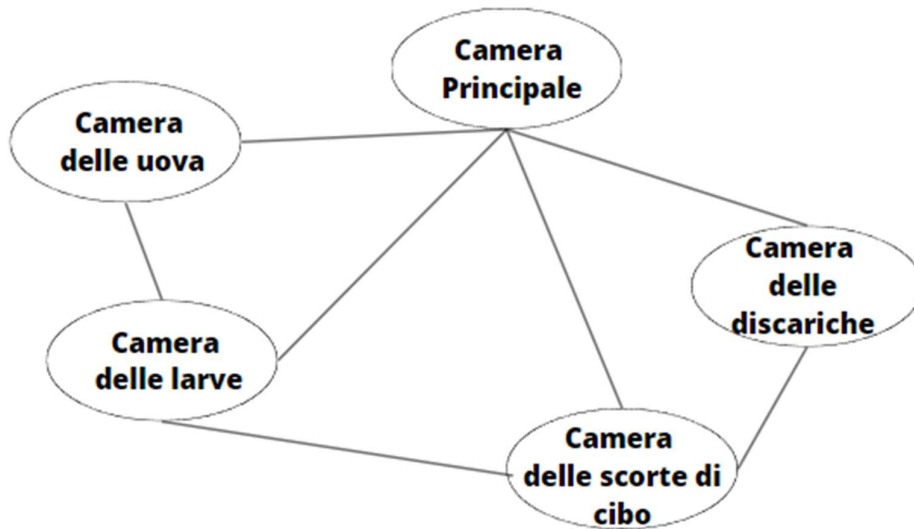 Camera
Principale
Camera
delle uova
Camera
delle
discariche
Camera
delle larve
Camera
delle scorte di
cibo